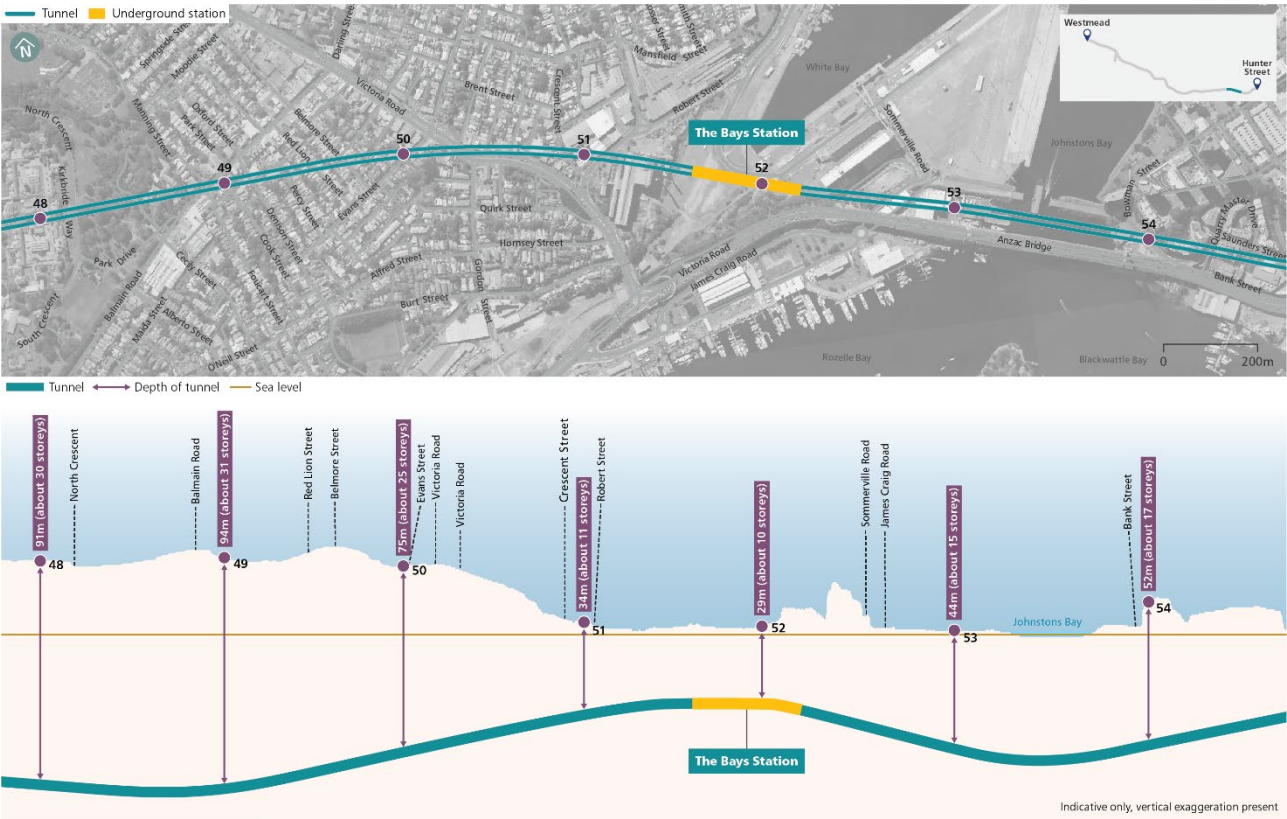 Tunnel Underground station
N
Westmead
Hunter
Street
Springside Street
Moodie Street
Darling Street
Mansfield Street
White Bay
Victoria Road
Brent Street
Crescent Street
Robert Street
Manning Street
Oxford Street
Park Street
Belmore Street
Red Lion Street
North Crescent
Kirkbride Way
The Bays Station
Sommerville Road
Johnstons Bay
Bowman Street
48
49
50
51
52
53
54
Percy Street
Evans Street
Denison Street
Cook Street
Quirk Street
Hornsey Street
Gordon Street
Alfred Street
Burt Street
Park Drive
Cecily Street
Foucart Street
Balmain Road
Maida Street
Alberto Street
O'Neill Street
South Crescent
Victoria Road
James Craig Road
Anzac Bridge
Quarry Master Drive
Saunders Street
Bank Street
Rozelle Bay
Blackwattle Bay
0 200m
Tunnel Depth of tunnel Sea level
91m (about 30 storeys)
North Crescent
Balmain Road
94m (about 31 storeys)
Red Lion Street
Belmore Street
75m (about 25 storeys)
Evans Street
Victoria Road
Victoria Road
Crescent Street
34m (about 11 storeys)
Robert Street
29m (about 10 storeys)
Sommerville Road
James Craig Road
44m (about 15 storeys)
Bank Street
52m (about 17 storeys)
48
49
50
51
52
53
54
Johnstons Bay
The Bays Station
Indicative only, vertical exaggeration present